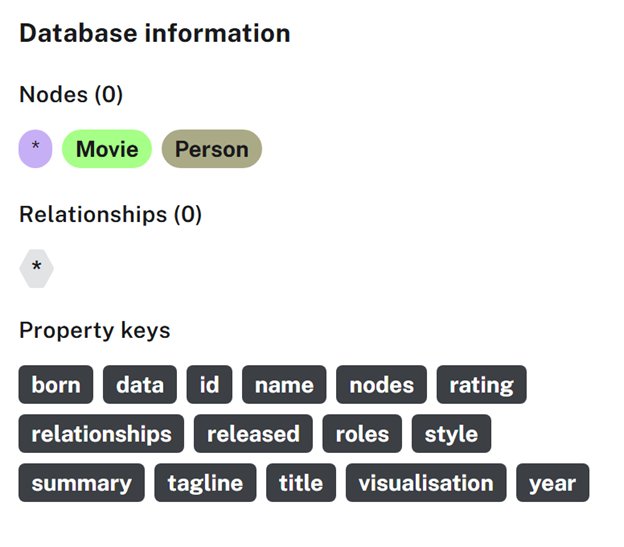 Database information
Nodes (0)
* Movie Person
Relationships (0)
*
Property keys
born data id name nodes rating
relationships released roles style
summary tagline title visualisation year